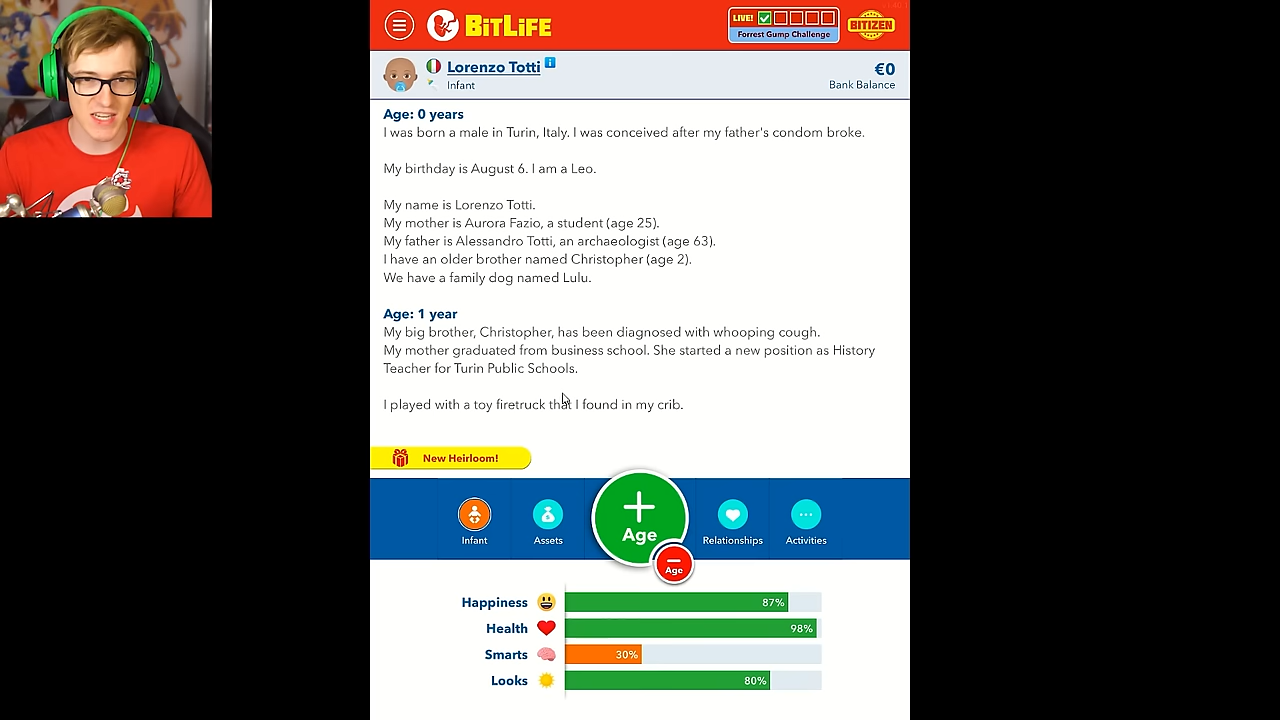 BITLIFE
LIVE!
Forrest Gump Challenge
BITIZEN
Lorenzo Totti
Infant
€0
Bank Balance
Age: 0 years
I was born a male in Turin, Italy. I was conceived after my father's condom broke.
My birthday is August 6. I am a Leo.
My name is Lorenzo Totti.
My mother is Aurora Fazio, a student (age 25).
My father is Alessandro Totti, an archaeologist (age 63).
I have an older brother named Christopher (age 2).
We have a family dog named Lulu.
Age: 1 year
My big brother, Christopher, has been diagnosed with whooping cough.
My mother graduated from business school. She started a new position as History
Teacher for Turin Public Schools.
I played with a toy firetruck that I found in my crib.
New Heirloom!
Infant
Assets
Age
Age
Relationships
Activities
Happiness 87%
Health 98%
Smarts 30%
Looks 80%